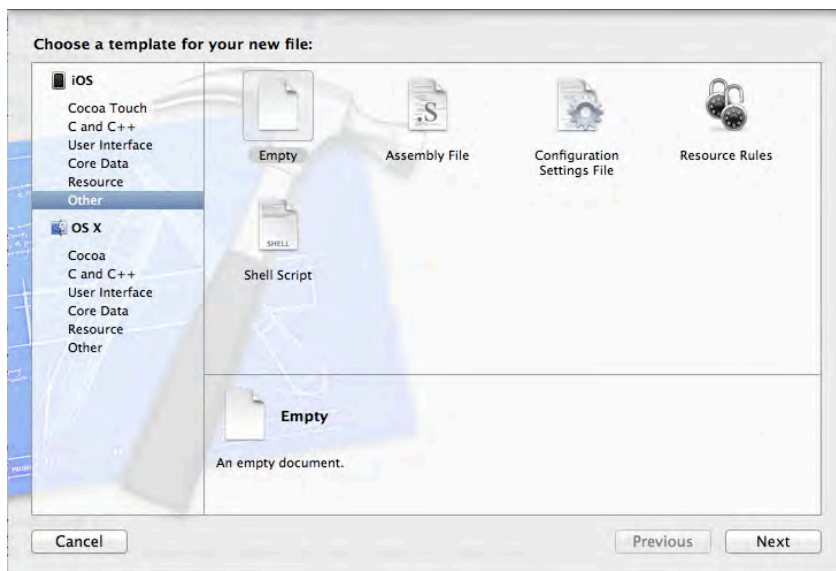 Choose a template for your new file:
iOS
Cocoa Touch
C and C++
User Interface
Core Data
Resource
Other
OS X
Cocoa
C and C++
User Interface
Core Data
Resource
Other
Empty
.S
Assembly File
Configuration
Settings File
Resource Rules
SHELL
Shell Script
Empty
An empty document.
Cancel
Previous
Next